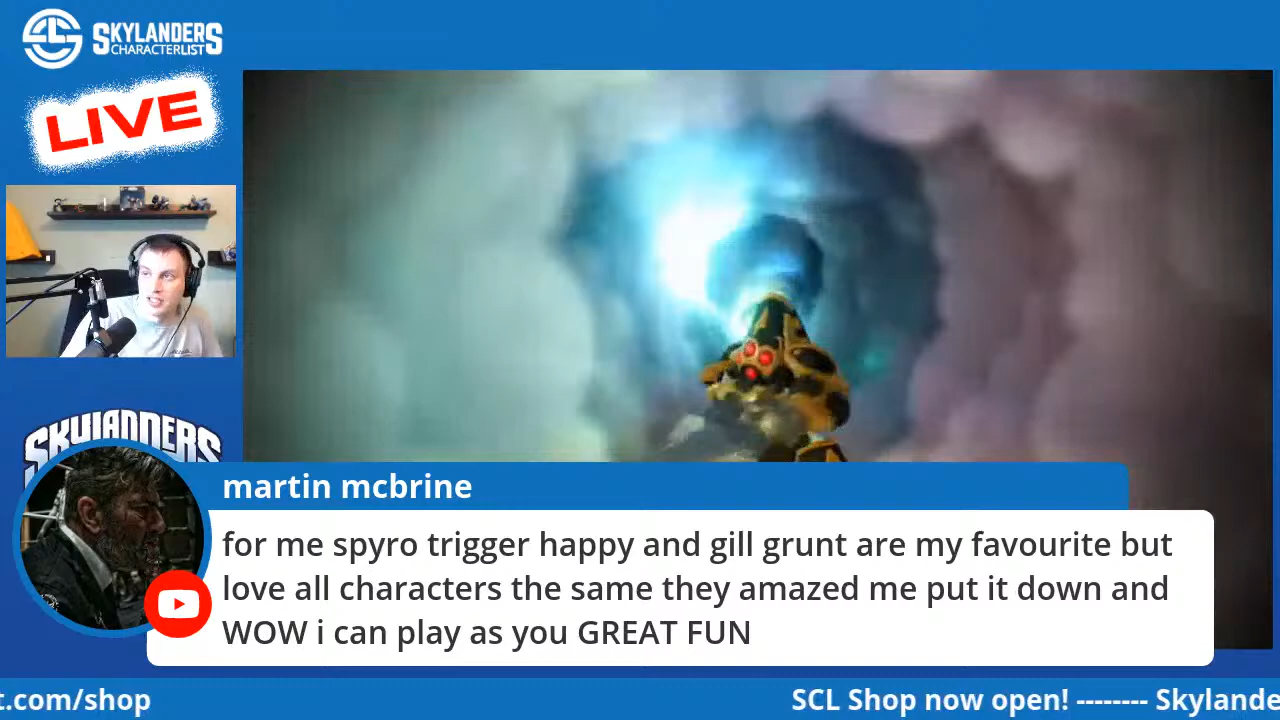 SKYLANDERS
CHARACTERLIST
LIVE
SKYLANDERS
martin mcbrine
for me spyro trigger happy and gill grunt are my favourite but
love all characters the same they amazed me put it down and
WOW i can play as you GREAT FUN
t.com/shop
SCL Shop now open! -------- Skylande